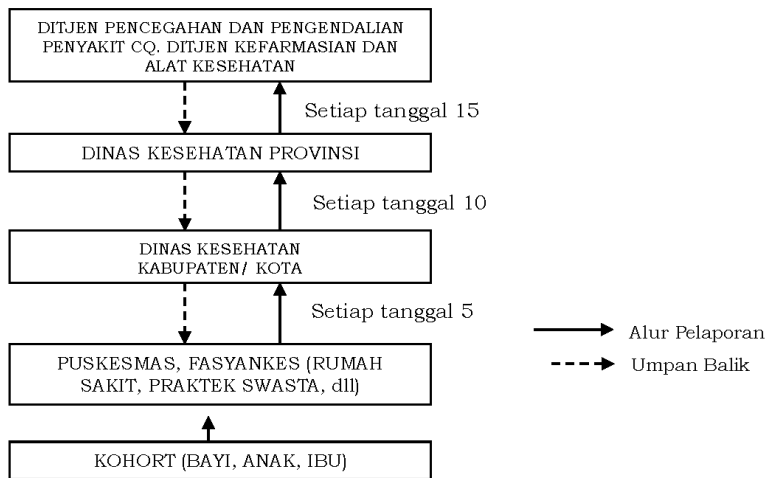 DITJEN PENCEGAHAN DAN PENGENDALIAN
PENYAKIT CQ. DITJEN KEFARMASIAN DAN
ALAT KESEHATAN
Setiap tanggal 15
DINAS KESEHATAN PROVINSI
Setiap tanggal 10
DINAS KESEHATAN
KABUPATEN/ KOTA
Setiap tanggal 5
PUSKESMAS, FASYANKES (RUMAH
SAKIT, PRAKTEK SWASTA, dll)
KOHORT (BAYI, ANAK, IBU)
Alur Pelaporan
Umpan Balik